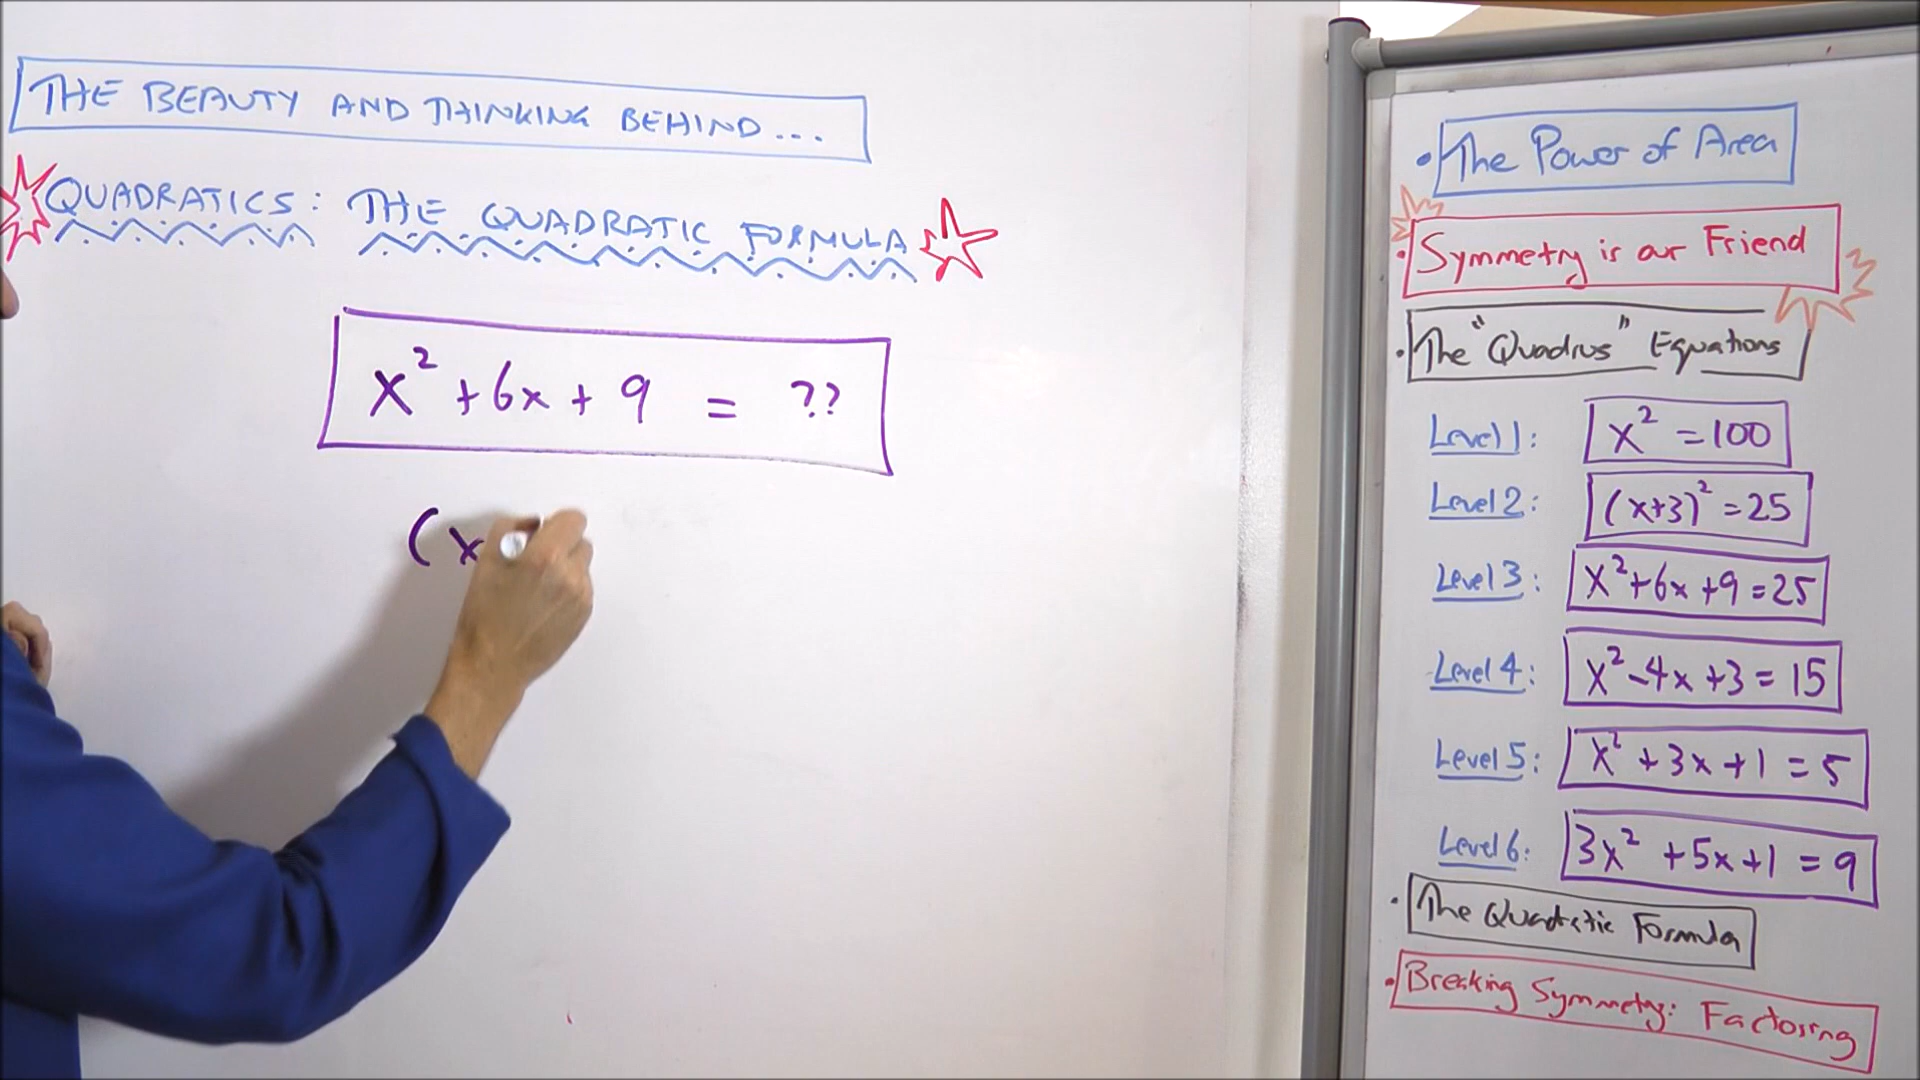 THE BEAUTY AND THINKING BEHIND...
QUADRATICS: THE QUADRATIC FORMULA
x² + 6x + 9 = ??
(x
• The Power of Area
• Symmetry is our Friend
• The "Quadrus" Equations
Level 1: x² = 100
Level 2: (x+3)² = 25
Level 3: x² + 6x + 9 = 25
Level 4: x² - 4x + 3 = 15
Level 5: x² + 3x + 1 = 5
Level 6: 3x² + 5x + 1 = 9
• The Quadratic Formula
• Breaking Symmetry: Factoring